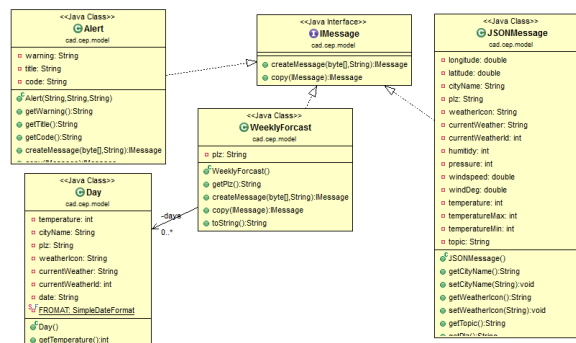 <<Java Class>>
Alert
cad.cep.model
warning: String
title: String
code: String
Alert(String,String,String)
getWarning():String
getTitle():String
getCode():String
createMessage(byte[],String):IMessage
copy(IMessage):IMessage
<<Java Interface>>
IMessage
cad.cep.model
createMessage(byte[],String):IMessage
copy(IMessage):IMessage
<<Java Class>>
JSONMessage
cad.cep.model
longitude: double
latitude: double
cityName: String
plz: String
weatherIcon: String
currentWeather: String
currentWeatherId: int
humitidy: int
pressure: int
windspeed: double
windDeg: double
temperature: int
temperatureMax: int
temperatureMin: int
topic: String
JSONMessage()
getCityName():String
setCityName(String):void
getWeatherIcon():String
setWeatherIcon(String):void
getTopic():String
getPlz():String
<<Java Class>>
WeeklyForcast
cad.cep.model
plz: String
WeeklyForcast()
getPlz():String
createMessage(byte[],String):IMessage
copy(IMessage):IMessage
toString():String
-days
0..*
<<Java Class>>
Day
cad.cep.model
temperature: int
cityName: String
plz: String
weatherIcon: String
currentWeather: String
currentWeatherId: int
date: String
FROMAT: SimpleDateFormat
Day()
getTemperature():int